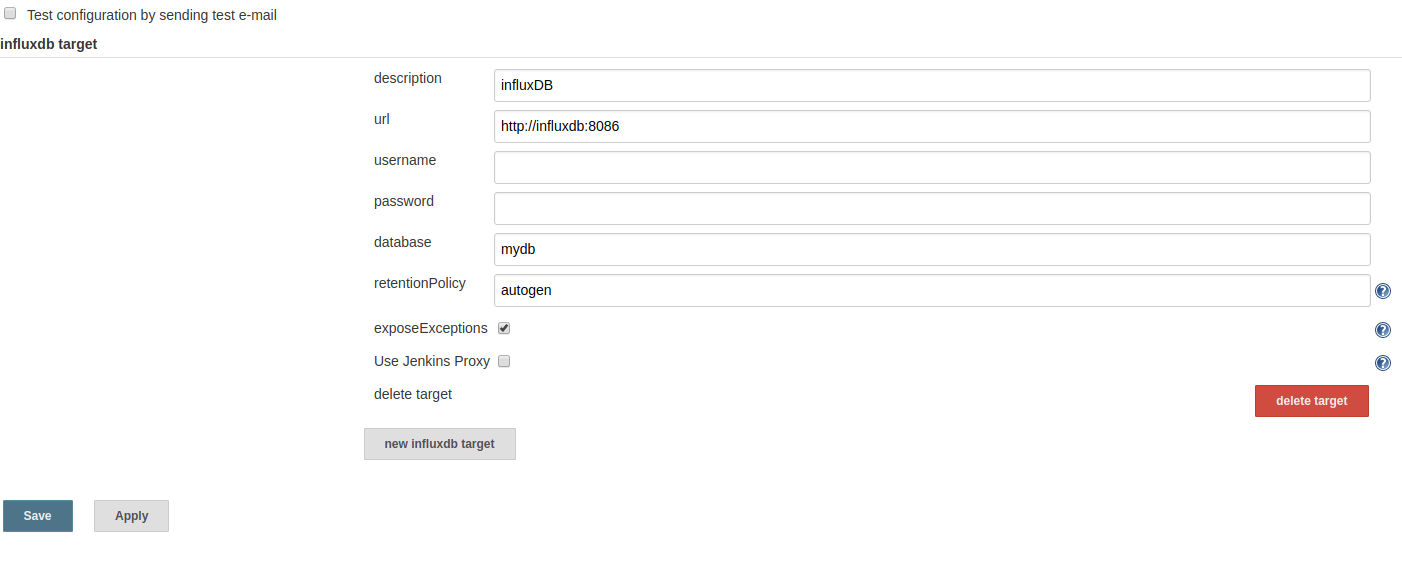 Test configuration by sending test e-mail
influxdb target
description influxDB
url http://influxdb:8086
username
password
database mydb
retentionPolicy autogen
exposeExceptions
Use Jenkins Proxy
delete target delete target
new influxdb target
Save Apply